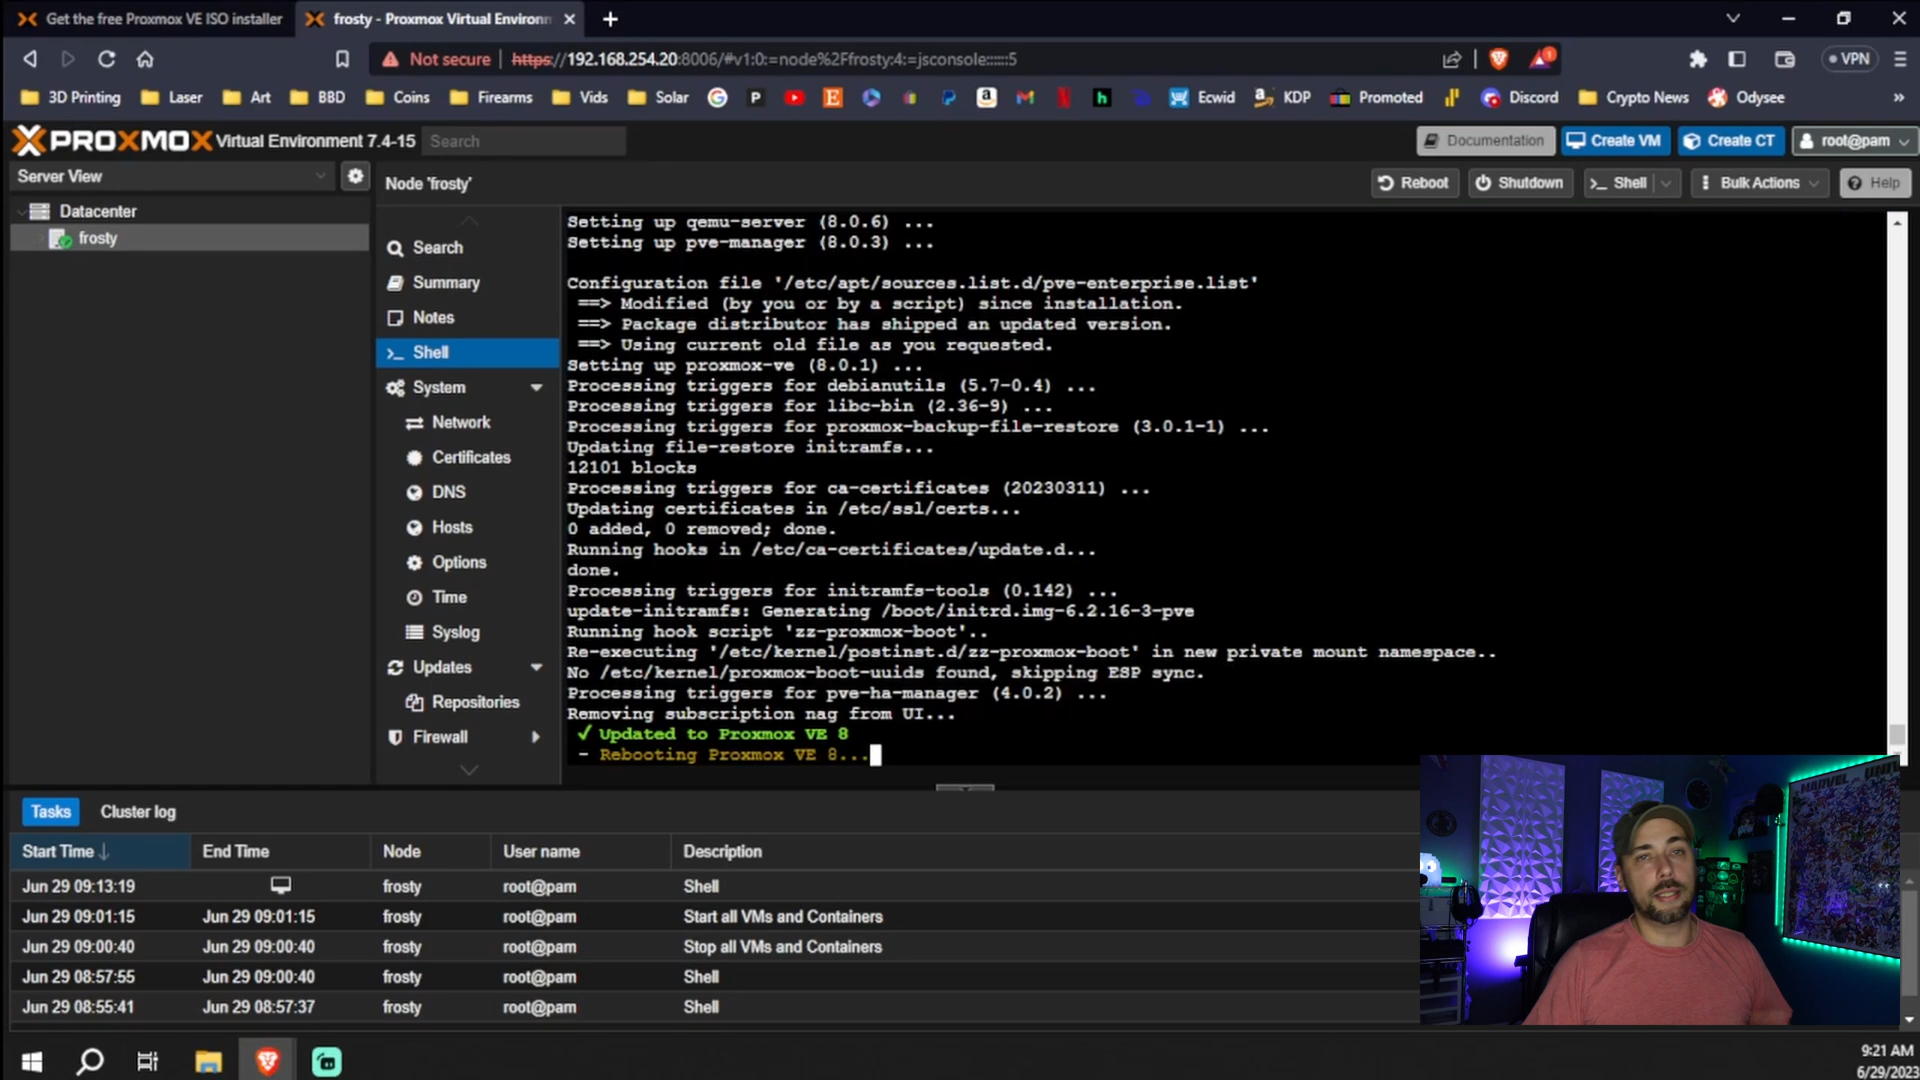 Get the free Proxmox VE ISO installer
frosty - Proxmox Virtual Environm
Not secure
https://192.168.254.20:8006/#v1:0:=node%2Ffrosty:4:=jsconsole::::::5
VPN
3D Printing
Laser
Art
BBD
Coins
Firearms
Vids
Solar
Ecwid
KDP
Promoted
Discord
Crypto News
Odysee
PROXMOX Virtual Environment 7.4-15
Search
Documentation
Create VM
Create CT
root@pam
Server View
Node 'frosty'
Reboot
Shutdown
>_ Shell
Bulk Actions
Help
Datacenter
frosty
Search
Summary
Notes
>_ Shell
System
Network
Certificates
DNS
Hosts
Options
Time
Syslog
Updates
Repositories
Firewall
Setting up qemu-server (8.0.6) ...
Setting up pve-manager (8.0.3) ...
Configuration file '/etc/apt/sources.list.d/pve-enterprise.list'
==> Modified (by you or by a script) since installation.
==> Package distributor has shipped an updated version.
==> Using current old file as you requested.
Setting up proxmox-ve (8.0.1) ...
Processing triggers for debianutils (5.7-0.4) ...
Processing triggers for libc-bin (2.36-9) ...
Processing triggers for proxmox-backup-file-restore (3.0.1-1) ...
Updating file-restore initramfs...
12101 blocks
Processing triggers for ca-certificates (20230311) ...
Updating certificates in /etc/ssl/certs...
0 added, 0 removed; done.
Running hooks in /etc/ca-certificates/update.d...
done.
Processing triggers for initramfs-tools (0.142) ...
update-initramfs: Generating /boot/initrd.img-6.2.16-3-pve
Running hook script 'zz-proxmox-boot'..
Re-executing '/etc/kernel/postinst.d/zz-proxmox-boot' in new private mount namespace..
No /etc/kernel/proxmox-boot-uuids found, skipping ESP sync.
Processing triggers for pve-ha-manager (4.0.2) ...
Removing subscription nag from UI...
✓ Updated to Proxmox VE 8
- Rebooting Proxmox VE 8...
Tasks
Cluster log
Start Time ↓
End Time
Node
User name
Description
Jun 29 09:13:19
frosty
root@pam
Shell
Jun 29 09:01:15
Jun 29 09:01:15
frosty
root@pam
Start all VMs and Containers
Jun 29 09:00:40
Jun 29 09:00:40
frosty
root@pam
Stop all VMs and Containers
Jun 29 08:57:55
Jun 29 09:00:40
frosty
root@pam
Shell
Jun 29 08:55:41
Jun 29 08:57:37
frosty
root@pam
Shell
9:21 AM
6/29/2023